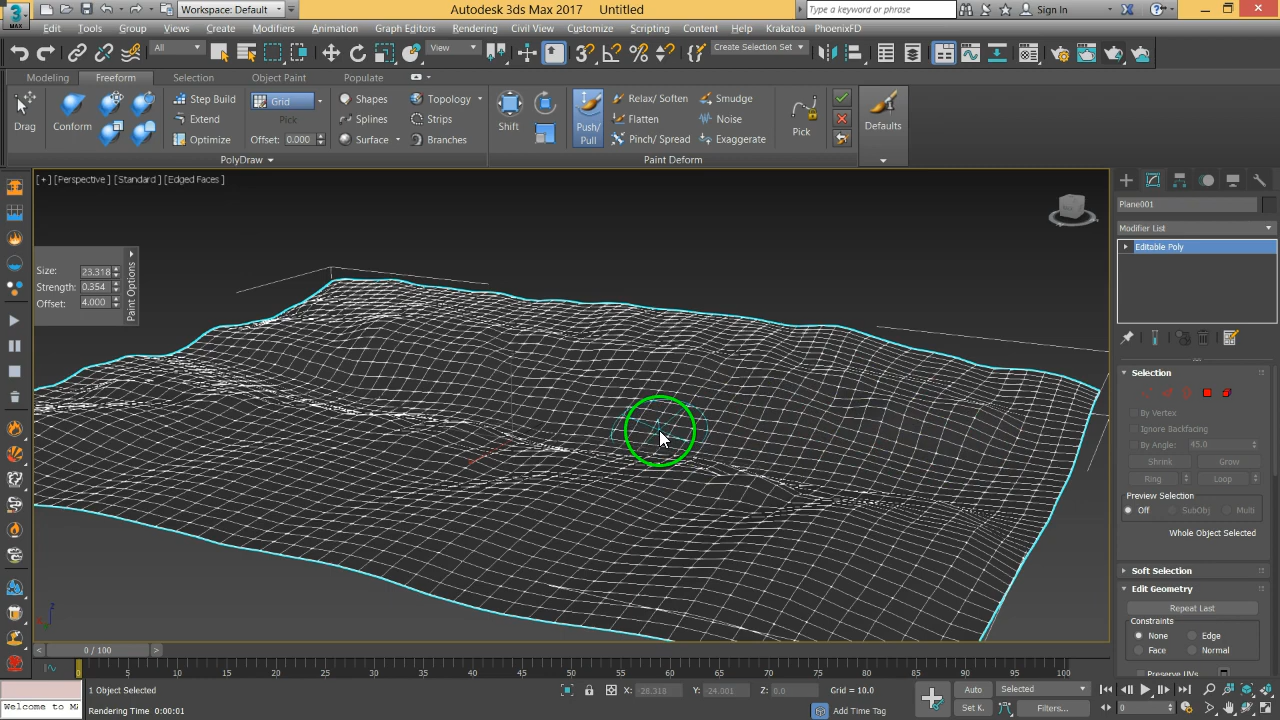 Workspace: Default
Autodesk 3ds Max 2017 Untitled
Type a keyword or phrase
Sign In
MAX
Edit Tools Group Views Create Modifiers Animation Graph Editors Rendering Civil View Customize Scripting Content Help Krakatoa PhoenixFD
All
View
Create Selection Set
Modeling Freeform Selection Object Paint Populate
Drag
Conform
Step Build
Extend
Optimize
Grid
Pick
Offset: 0.000
Shapes
Splines
Surface
Topology
Strips
Branches
Shift
Push/
Pull
Relax/ Soften
Flatten
Pinch/ Spread
Smudge
Noise
Exaggerate
Pick
Defaults
PolyDraw
Paint Deform
[ + ] [Perspective ] [Standard ] [Edged Faces ]
Size: 23.318
Strength: 0.354
Offset: 4.000
Paint Options
Plane001
Modifier List
Editable Poly
Selection
By Vertex
Ignore Backfacing
By Angle: 45.0
Shrink Grow
Ring Loop
Preview Selection
Off SubObj Multi
Whole Object Selected
Soft Selection
Edit Geometry
Repeat Last
Constraints
None Edge
Face Normal
Preserve UVs
z
0 / 100
0 5 10 15 20 25 30 35 40 45 50 55 60 65 70 75 80 85 90 95 100
1 Object Selected
X: 28.318 Y: 24.001 Z: 0.0 Grid = 10.0
Auto Selected
Welcome to M
Rendering Time 0:00:01
Add Time Tag
Set K. Filters...
0